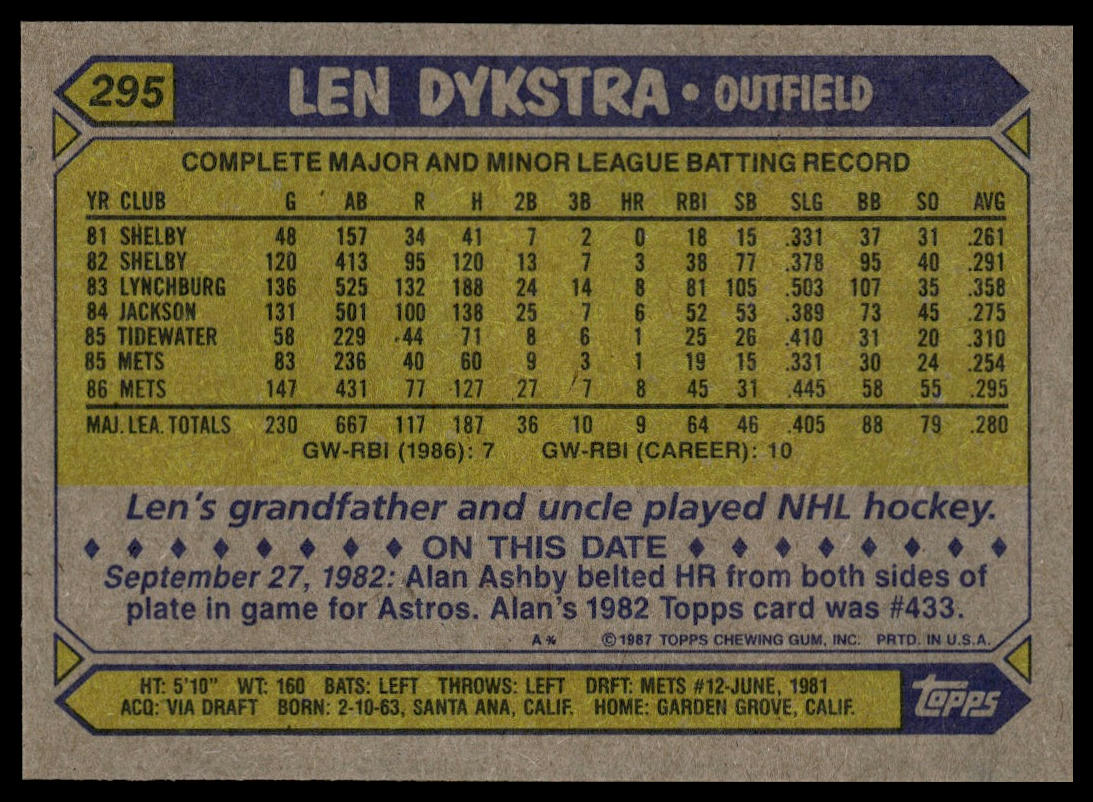 295 LEN DYKSTRA • OUTFIELD
COMPLETE MAJOR AND MINOR LEAGUE BATTING RECORD
YR CLUB G AB R H 2B 3B HR RBI SB SLG BB SO AVG
81 SHELBY 48 157 34 41 7 2 0 18 15 .331 37 31 .261
82 SHELBY 120 413 95 120 13 7 3 38 77 .378 95 40 .291
83 LYNCHBURG 136 525 132 188 24 14 8 81 105 .503 107 35 .358
84 JACKSON 131 501 100 138 25 7 6 52 53 .389 73 45 .275
85 TIDEWATER 58 229 44 71 8 6 1 25 26 .410 31 20 .310
85 METS 83 236 40 60 9 3 1 19 15 .331 30 24 .254
86 METS 147 431 77 127 27 7 8 45 31 .445 58 55 .295
MAJ. LEA. TOTALS 230 667 117 187 36 10 9 64 46 .405 88 79 .280
GW-RBI (1986): 7 GW-RBI (CAREER): 10
Len's grandfather and uncle played NHL hockey.
♦ ♦ ♦ ♦ ♦ ♦ ♦ ♦ ON THIS DATE ♦ ♦ ♦ ♦ ♦ ♦ ♦ ♦
September 27, 1982: Alan Ashby belted HR from both sides of
plate in game for Astros. Alan's 1982 Topps card was #433.
A✻ © 1987 TOPPS CHEWING GUM, INC. PRTD. IN U.S.A.
HT: 5'10" WT: 160 BATS: LEFT THROWS: LEFT DRFT: METS #12-JUNE, 1981
ACQ: VIA DRAFT BORN: 2-10-63, SANTA ANA, CALIF. HOME: GARDEN GROVE, CALIF.
Topps